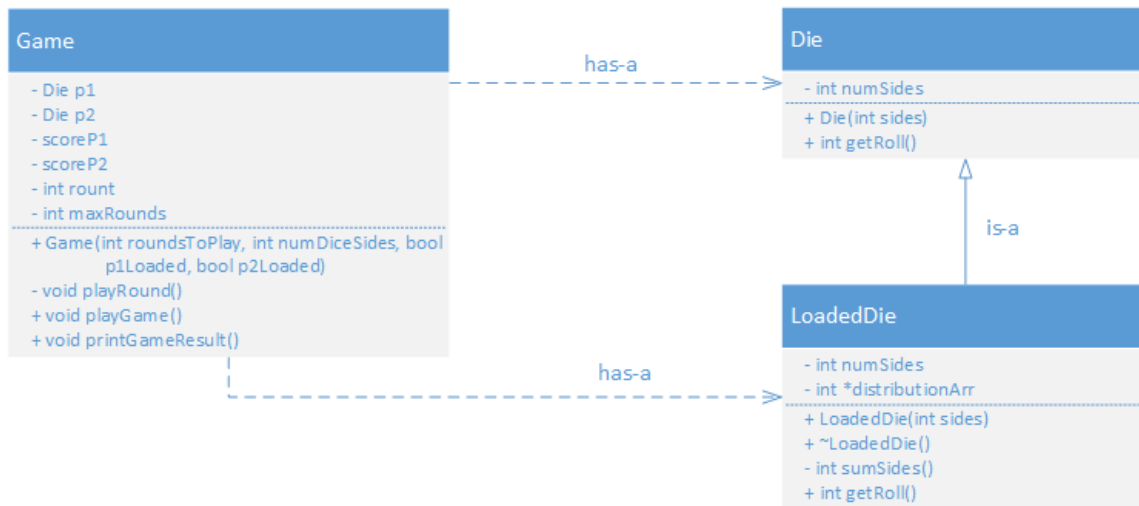 Game
- Die p1
- Die p2
- scoreP1
- scoreP2
- int rount
- int maxRounds
+ Game(int roundsToPlay, int numDiceSides, bool
p1Loaded, bool p2Loaded)
- void playRound()
+ void playGame()
+ void printGameResult()
has-a
has-a
Die
- int numSides
+ Die(int sides)
+ int getRoll()
is-a
LoadedDie
- int numSides
- int *distributionArr
+ LoadedDie(int sides)
+ ~LoadedDie()
- int sumSides()
+ int getRoll()